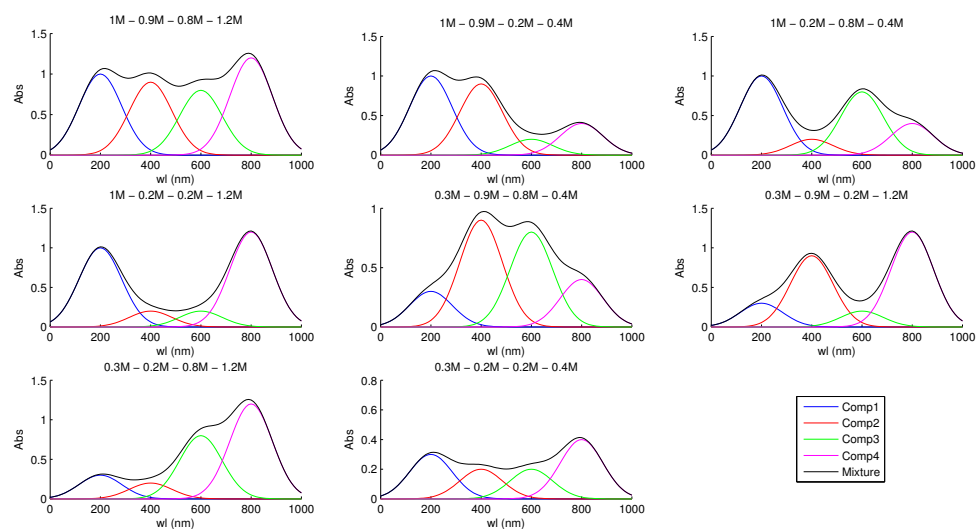 1M − 0.9M − 0.8M − 1.2M
1.5
1
0.5
0
Abs
0 200 400 600 800 1000
wl (nm)
1M − 0.9M − 0.2M − 0.4M
1.5
1
0.5
0
Abs
0 200 400 600 800 1000
wl (nm)
1M − 0.2M − 0.8M − 0.4M
1.5
1
0.5
0
Abs
0 200 400 600 800 1000
wl (nm)
1M − 0.2M − 0.2M − 1.2M
1.5
1
0.5
0
Abs
0 200 400 600 800 1000
wl (nm)
0.3M − 0.9M − 0.8M − 0.4M
1
0.5
0
Abs
0 200 400 600 800 1000
wl (nm)
0.3M − 0.9M − 0.2M − 1.2M
1.5
1
0.5
0
Abs
0 200 400 600 800 1000
wl (nm)
0.3M − 0.2M − 0.8M − 1.2M
1.5
1
0.5
0
Abs
0 200 400 600 800 1000
wl (nm)
0.3M − 0.2M − 0.2M − 0.4M
0.8
0.6
0.4
0.2
0
Abs
0 200 400 600 800 1000
wl (nm)
Comp1
Comp2
Comp3
Comp4
Mixture